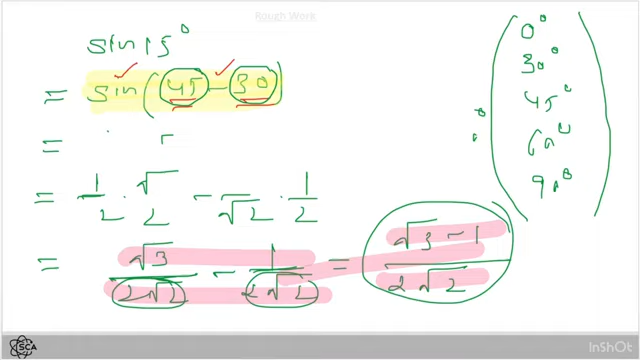 Rough Work
sin 15°
= sin (45 - 30)
=
= 1/2 · √/2 - 1/√2 · 1/2
= √3/2√2 - 1/2√2 = √3 - 1/2√2
0°
30°
45°
60°
90°
SCA
InShOt